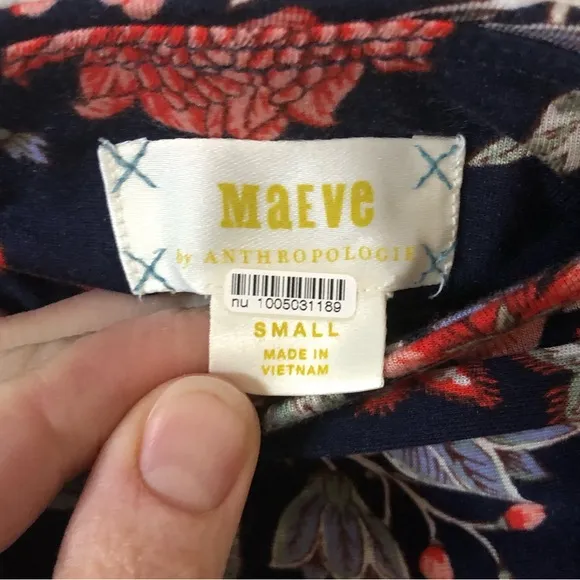 MaEVe
by ANTHROPOLOGIE
nu 1005031189
SMALL
MADE IN
VIETNAM